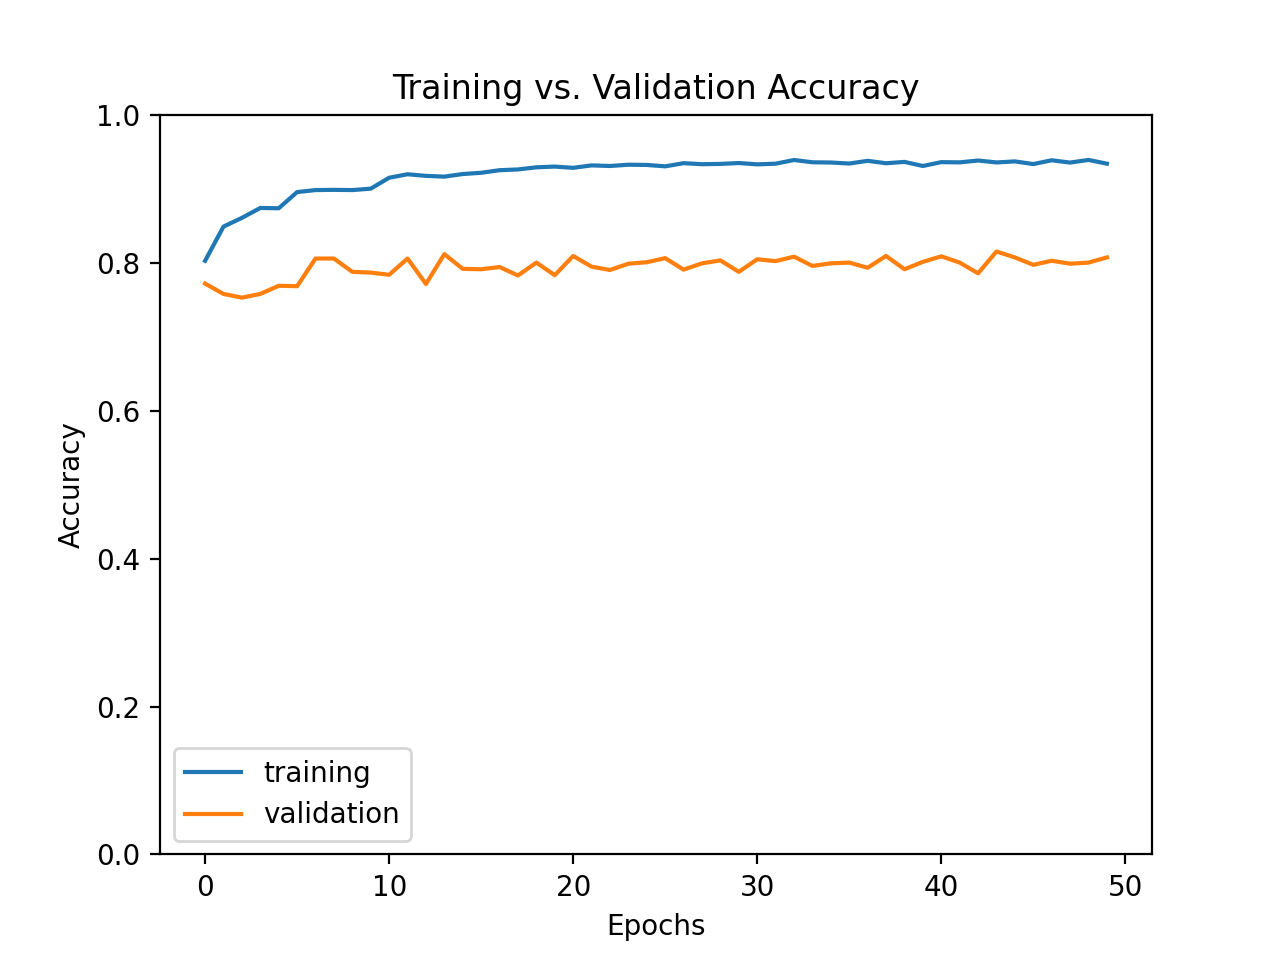 Training vs. Validation Accuracy
1.0
0.8
0.6
0.4
0.2
0.0
Accuracy
training
validation
0 10 20 30 40 50
Epochs